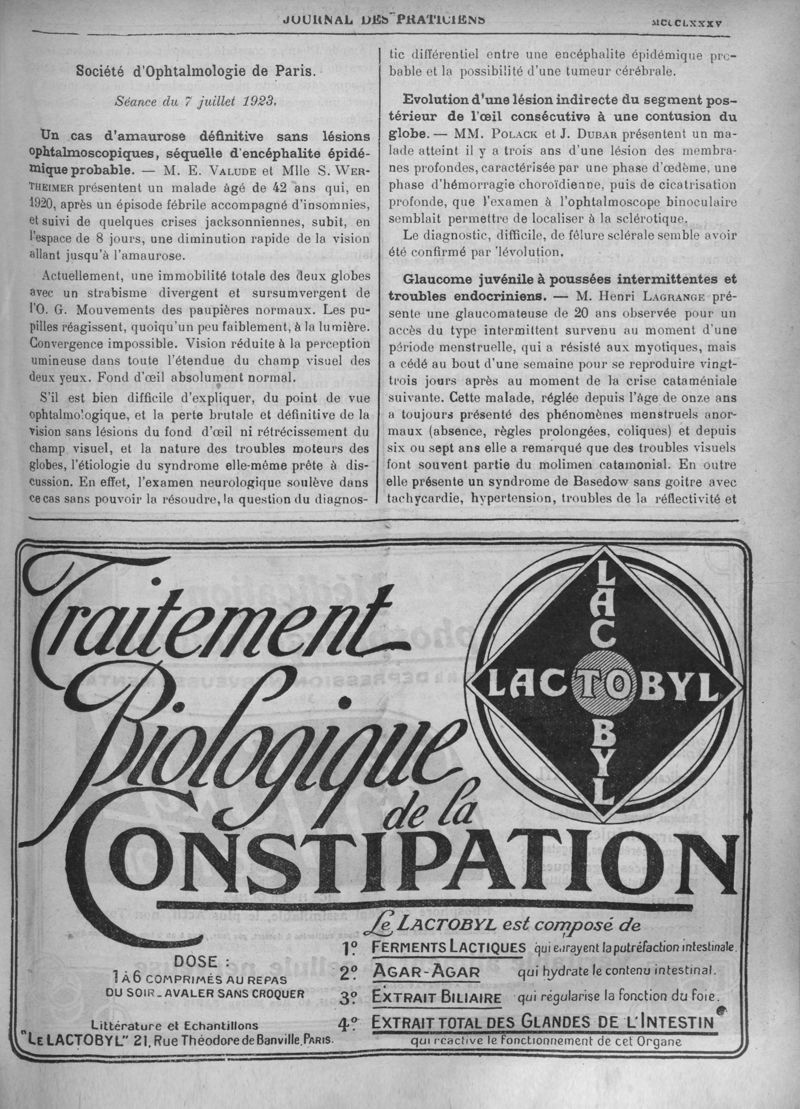 JOURNAL DES PRATICIENS
MCCLXXXV
Société d'Ophtalmologie de Paris.
Séance du 7 juillet 1923.
Un cas d'amaurose définitive sans lésions
ophtalmoscopiques, séquelle d'encéphalite épidé-
mique probable. — M. E. VALUDE et Mlle S. WER-
THEIMER présentent un malade âgé de 42 ans qui, en
1920, après un épisode fébrile accompagné d'insomnies,
et suivi de quelques crises jacksonniennes, subit, en
l'espace de 8 jours, une diminution rapide de la vision
allant jusqu'à l'amaurose.
Actuellement, une immobilité totale des deux globes
avec un strabisme divergent et sursumvergent de
l'O. G. Mouvements des paupières normaux. Les pu-
pilles réagissent, quoiqu'un peu faiblement, à la lumière.
Convergence impossible. Vision réduite à la perception
umineuse dans toute l'étendue du champ visuel des
deux yeux. Fond d'œil absolument normal.
S'il est bien difficile d'expliquer, du point de vue
ophtalmologique, et la perte brutale et définitive de la
vision sans lésions du fond d'œil ni rétrécissement du
champ visuel, et la nature des troubles moteurs des
globes, l'étiologie du syndrome elle-même prête à dis-
cussion. En effet, l'examen neurologique soulève dans
ce cas sans pouvoir la résoudre, la question du diagnos-
tic différentiel entre une encéphalite épidémique pro-
bable et la possibilité d'une tumeur cérébrale.
Evolution d'une lésion indirecte du segment pos-
térieur de l'œil consécutive à une contusion du
globe. — MM. POLACK et J. DUBAR présentent un ma-
lade atteint il y a trois ans d'une lésion des membra-
nes profondes, caractérisée par une phase d'œdème, une
phase d'hémorragie choroïdienne, puis de cicatrisation
profonde, que l'examen à l'ophtalmoscope binoculaire
semblait permettre de localiser à la sclérotique.
Le diagnostic, difficile, de fêlure sclérale semble avoir
été confirmé par 'lévolution.
Glaucome juvénile à poussées intermittentes et
troubles endocriniens. — M. Henri LAGRANGE pré-
sente une glaucomateuse de 20 ans observée pour un
accès du type intermittent survenu au moment d'une
période menstruelle, qui a résisté aux myotiques, mais
a cédé au bout d'une semaine pour se reproduire vingt-
trois jours après au moment de la crise cataméniale
suivante. Cette malade, réglée depuis l'âge de onze ans
a toujours présenté des phénomènes menstruels anor-
maux (absence, règles prolongées, coliques) et depuis
six ou sept ans elle a remarqué que des troubles visuels
font souvent partie du molimen catamonial. En outre
elle présente un syndrome de Basedow sans goitre avec
tachycardie, hypertension, troubles de la réflectivité et
Traitement
Biologique
de la
CONSTIPATION
LACTOBYL
LACTOBYL
Le LACTOBYL est composé de
1º FERMENTS LACTIQUES qui enrayent la putréfaction intestinale.
2º AGAR-AGAR qui hydrate le contenu intestinal.
3º EXTRAIT BILIAIRE qui régularise la fonction du foie.
4º EXTRAIT TOTAL DES GLANDES DE L'INTESTIN
qui réactive le fonctionnement de cet Organe
DOSE :
1 À 6 COMPRIMÉS AU REPAS
DU SOIR_AVALER SANS CROQUER
Littérature et Echantillons
"LE LACTOBYL" 21, Rue Théodore de Banville, PARIS.